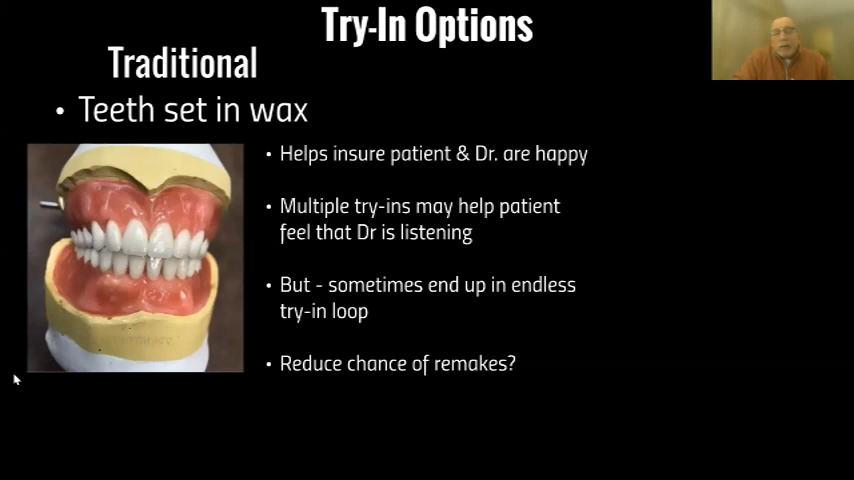 Try-In Options
Traditional
• Teeth set in wax
• Helps insure patient & Dr. are happy
• Multiple try-ins may help patient
feel that Dr is listening
• But - sometimes end up in endless
try-in loop
• Reduce chance of remakes?